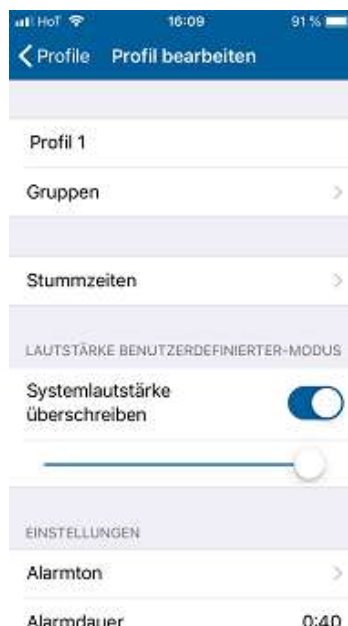 HoT 16:09 91 %
Profile Profil bearbeiten
Profil 1
Gruppen
Stummzeiten
LAUTSTÄRKE BENUTZERDEFINIERTER-MODUS
Systemlautstärke
überschreiben
EINSTELLUNGEN
Alarmton
Alarmdauer 0:40